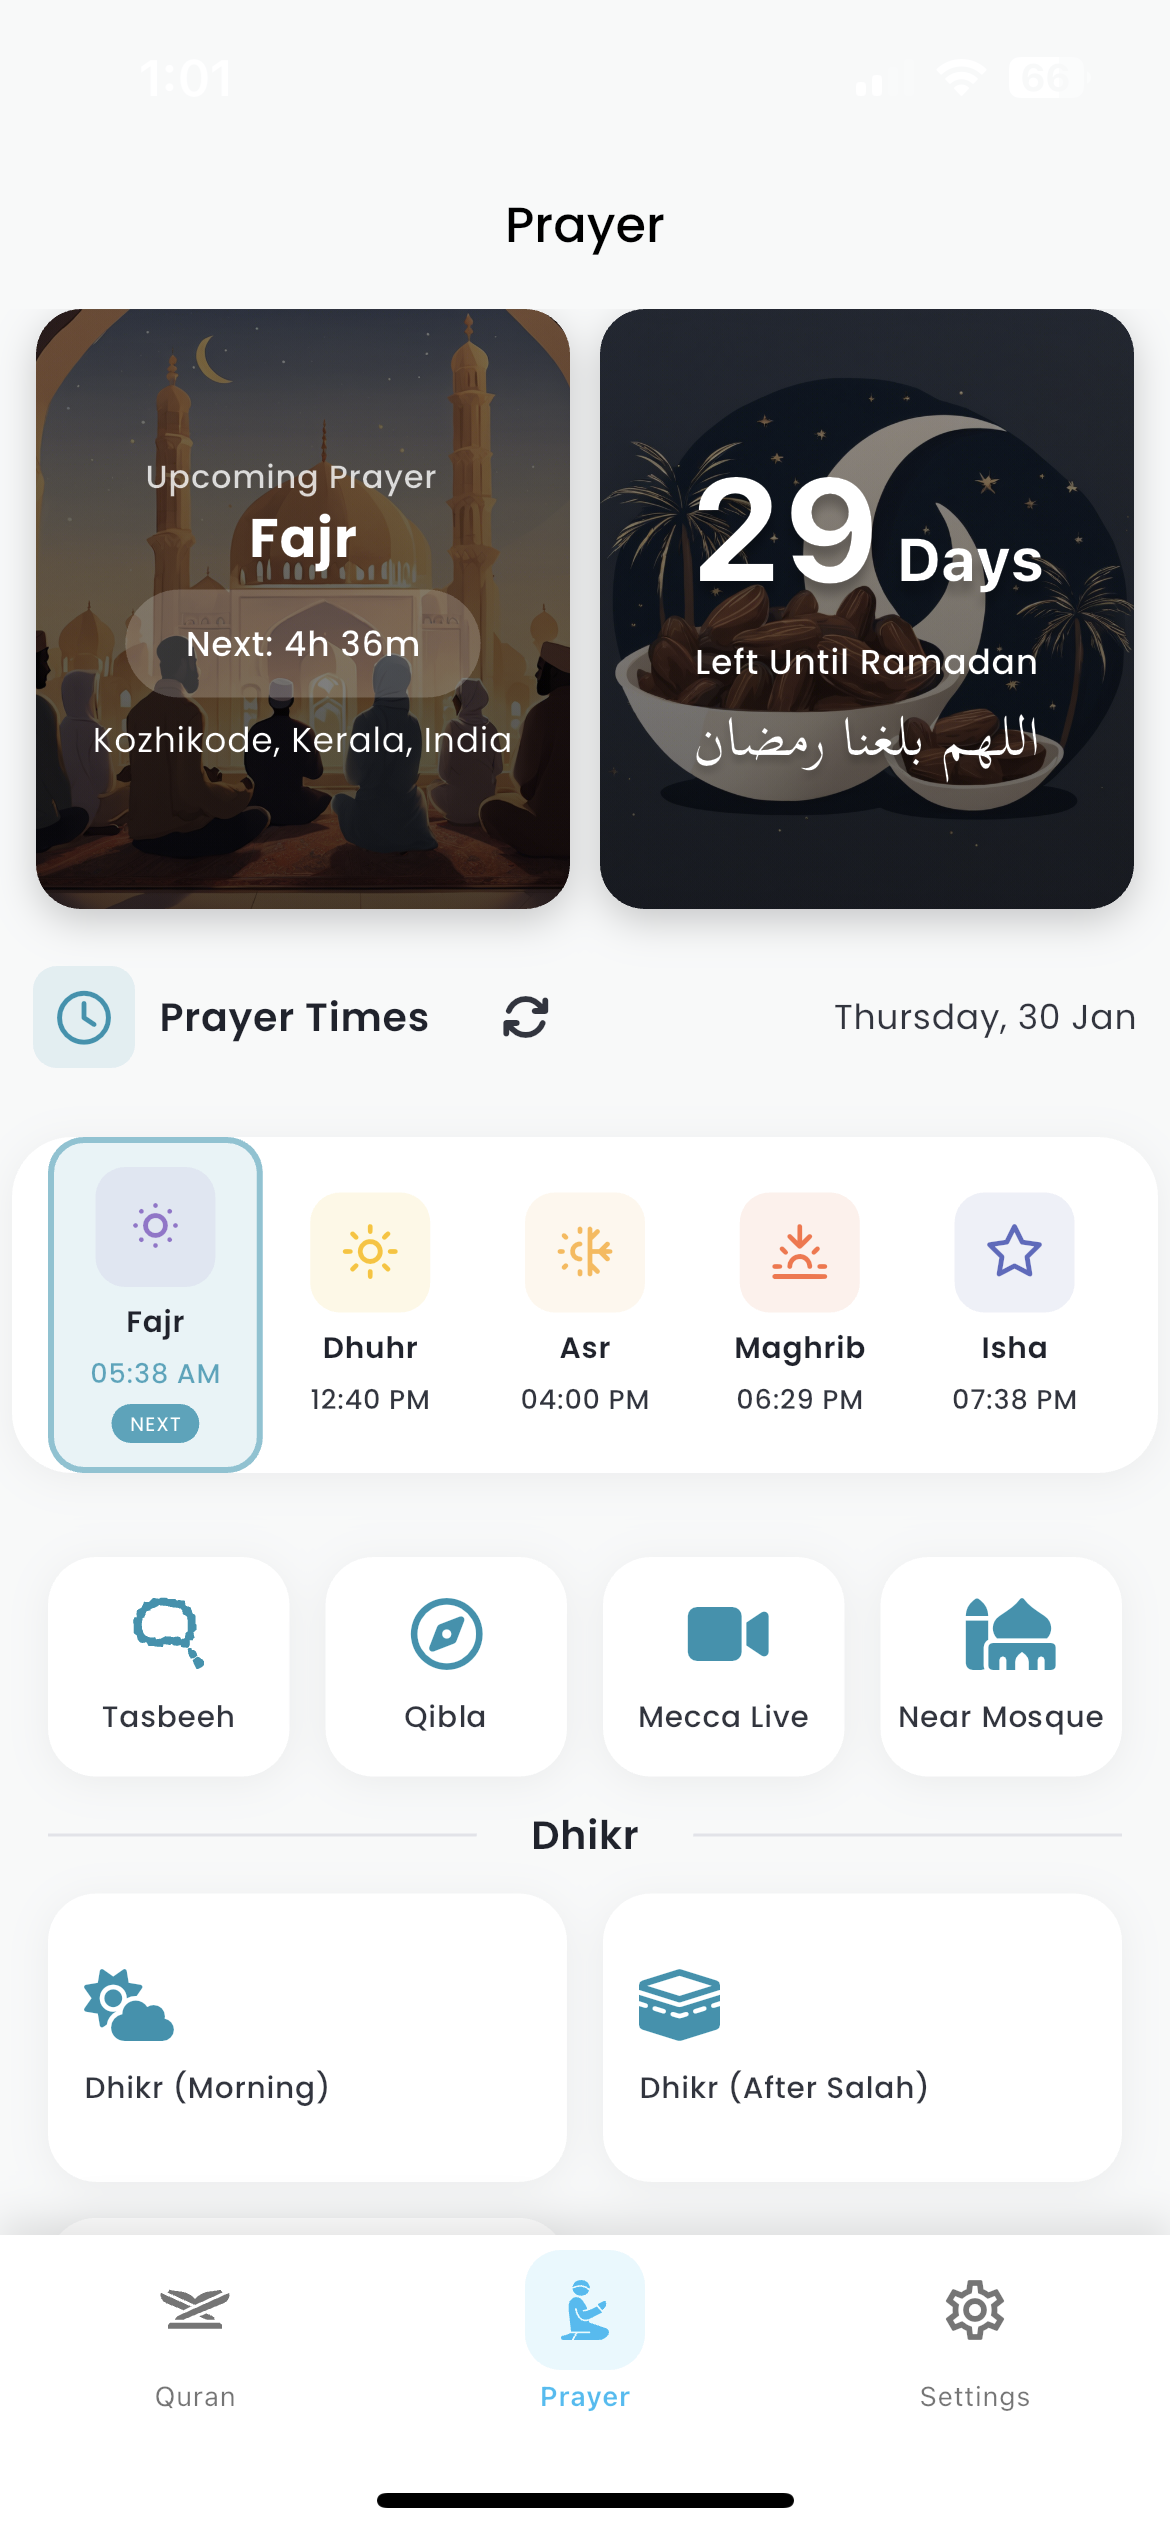 1:01
66
Prayer
Upcoming Prayer
Fajr
Next: 4h 36m
Kozhikode, Kerala, India
29 Days
Left Until Ramadan
اللهم بلغنا رمضان
Prayer Times
Thursday, 30 Jan
Fajr
05:38 AM
NEXT
Dhuhr
12:40 PM
Asr
04:00 PM
Maghrib
06:29 PM
Isha
07:38 PM
Tasbeeh
Qibla
Mecca Live
Near Mosque
Dhikr
Dhikr (Morning)
Dhikr (After Salah)
Quran
Prayer
Settings